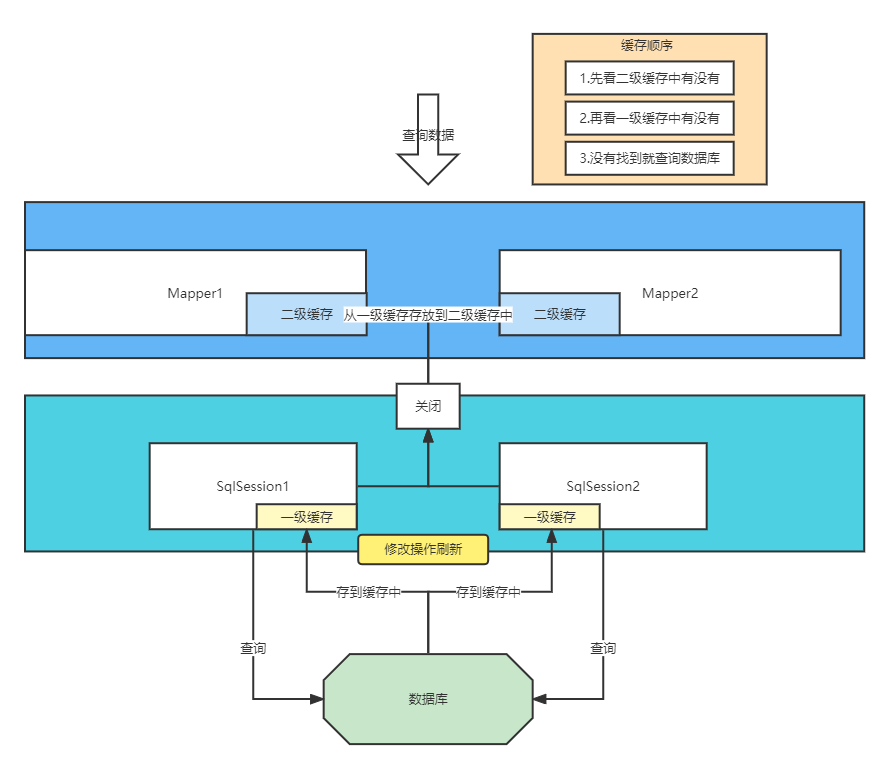 缓存顺序
1.先看二级缓存中有没有
2.再看一级缓存中有没有
3.没有找到就查询数据库
查询数据
Mapper1
二级缓存
从一级缓存存放到二级缓存中
Mapper2
二级缓存
关闭
SqlSession1
一级缓存
SqlSession2
一级缓存
修改操作刷新
存到缓存中
存到缓存中
查询
查询
数据库